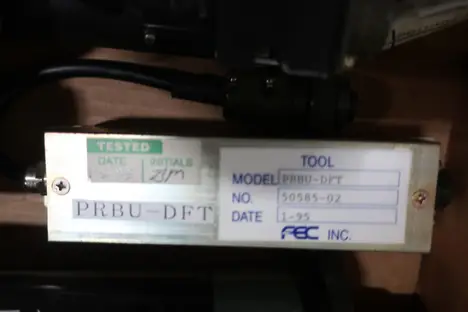 TESTED
DATE INITIALS
PRBU-DFT
TOOL
MODEL PRBU-DFT
NO. 50585-02
DATE 1-95
FEC INC.